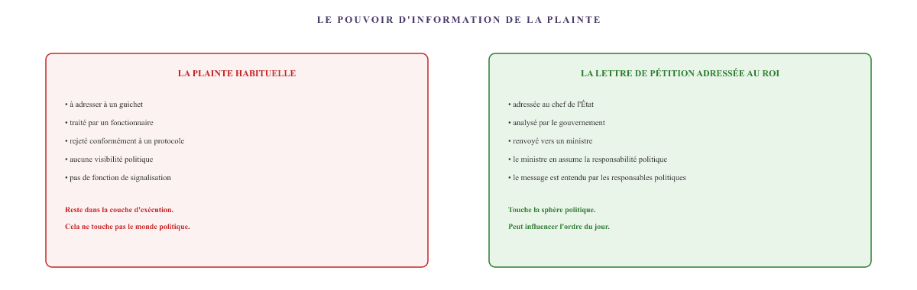 LE POUVOIR D'INFORMATION DE LA PLAINTE
LA PLAINTE HABITUELLE
• à adresser à un guichet
• traité par un fonctionnaire
• rejeté conformément à un protocole
• aucune visibilité politique
• pas de fonction de signalisation
Reste dans la couche d'exécution.
Cela ne touche pas le monde politique.
LA LETTRE DE PÉTITION ADRESSÉE AU ROI
• adressée au chef de l'État
• analysé par le gouvernement
• renvoyé vers un ministre
• le ministre en assume la responsabilité politique
• le message est entendu par les responsables politiques
Touche la sphère politique.
Peut influencer l'ordre du jour.